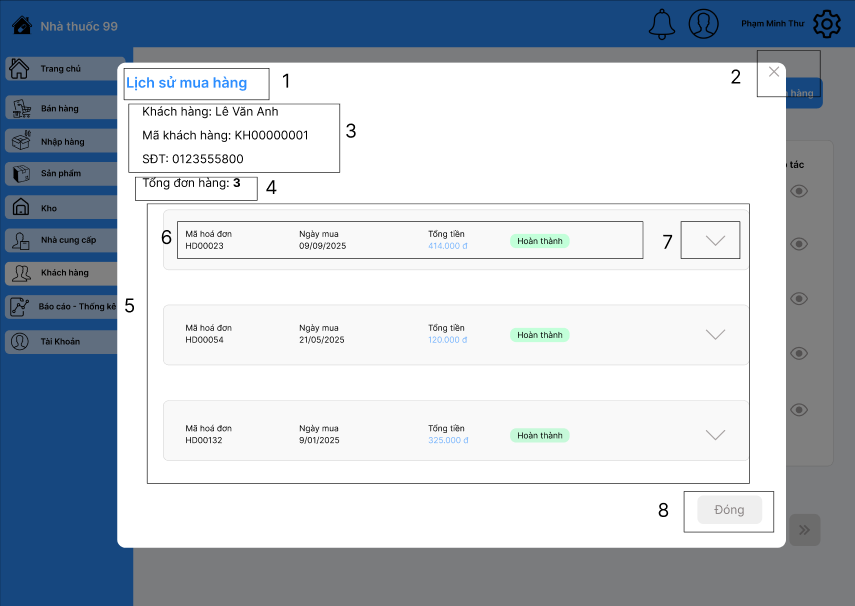 Nhà thuốc 99
Phạm Minh Thư
Trang chủ
Bán hàng
Nhập hàng
Sản phẩm
Kho
Nhà cung cấp
Khách hàng
Báo cáo - Thống kê
Tài Khoản
Lịch sử mua hàng
1
2
hàng
Khách hàng: Lê Văn Anh
Mã khách hàng: KH00000001
3
SĐT: 0123555800
tác
Tổng đơn hàng: 3
4
5
6
Mã hoá đơn Ngày mua Tổng tiền
HD00023 09/09/2025 414.000 đ Hoàn thành
7
Mã hoá đơn Ngày mua Tổng tiền
HD00054 21/05/2025 120.000 đ Hoàn thành
Mã hoá đơn Ngày mua Tổng tiền
HD00132 9/01/2025 325.000 đ Hoàn thành
8
Đóng